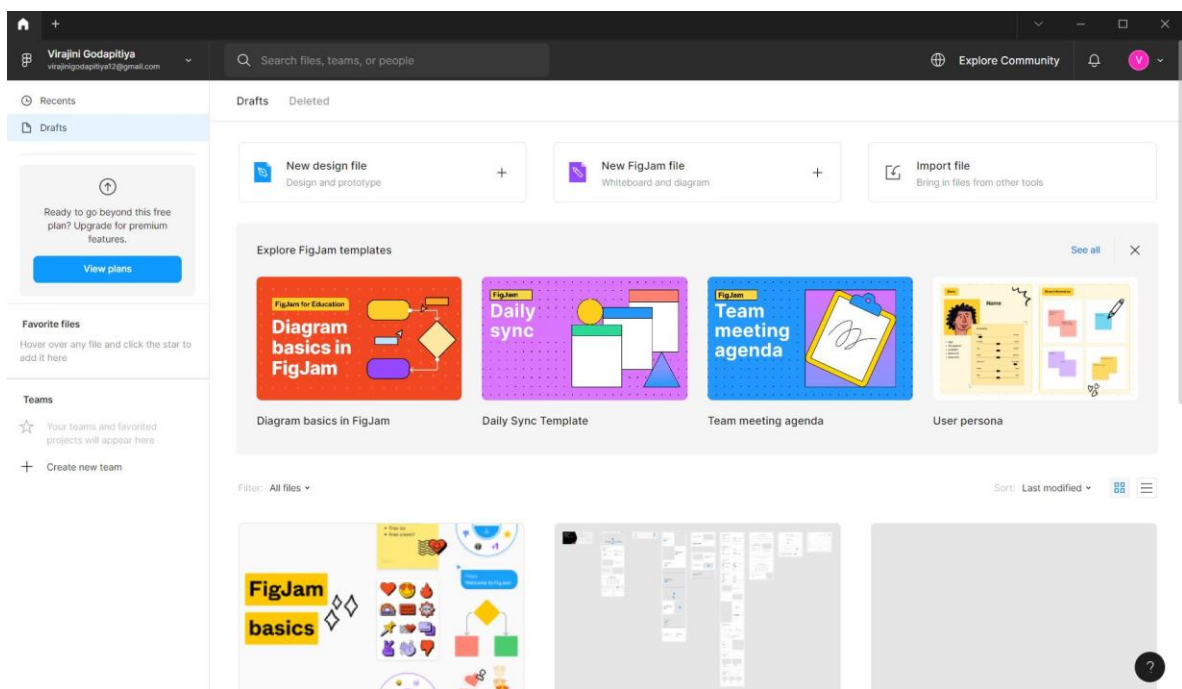 Virajini Godapitiya
virajinigodapitiya12@gmail.com
Search files, teams, or people
Explore Community
V
Recents
Drafts
Ready to go beyond this free
plan? Upgrade for premium
features.
View plans
Favorite files
Hover over any file and click the star to
add it here
Teams
Your teams and favorited
projects will appear here
Create new team
Drafts
Deleted
New design file
Design and prototype
New FigJam file
Whiteboard and diagram
Import file
Bring in files from other tools
Explore FigJam templates
See all
FigJam for Education
Diagram
basics in
FigJam
Diagram basics in FigJam
FigJam
Daily
sync
Daily Sync Template
FigJam
Team
meeting
agenda
Team meeting agenda
Name
User persona
Filter: All files
Sort: Last modified
FigJam
basics
?